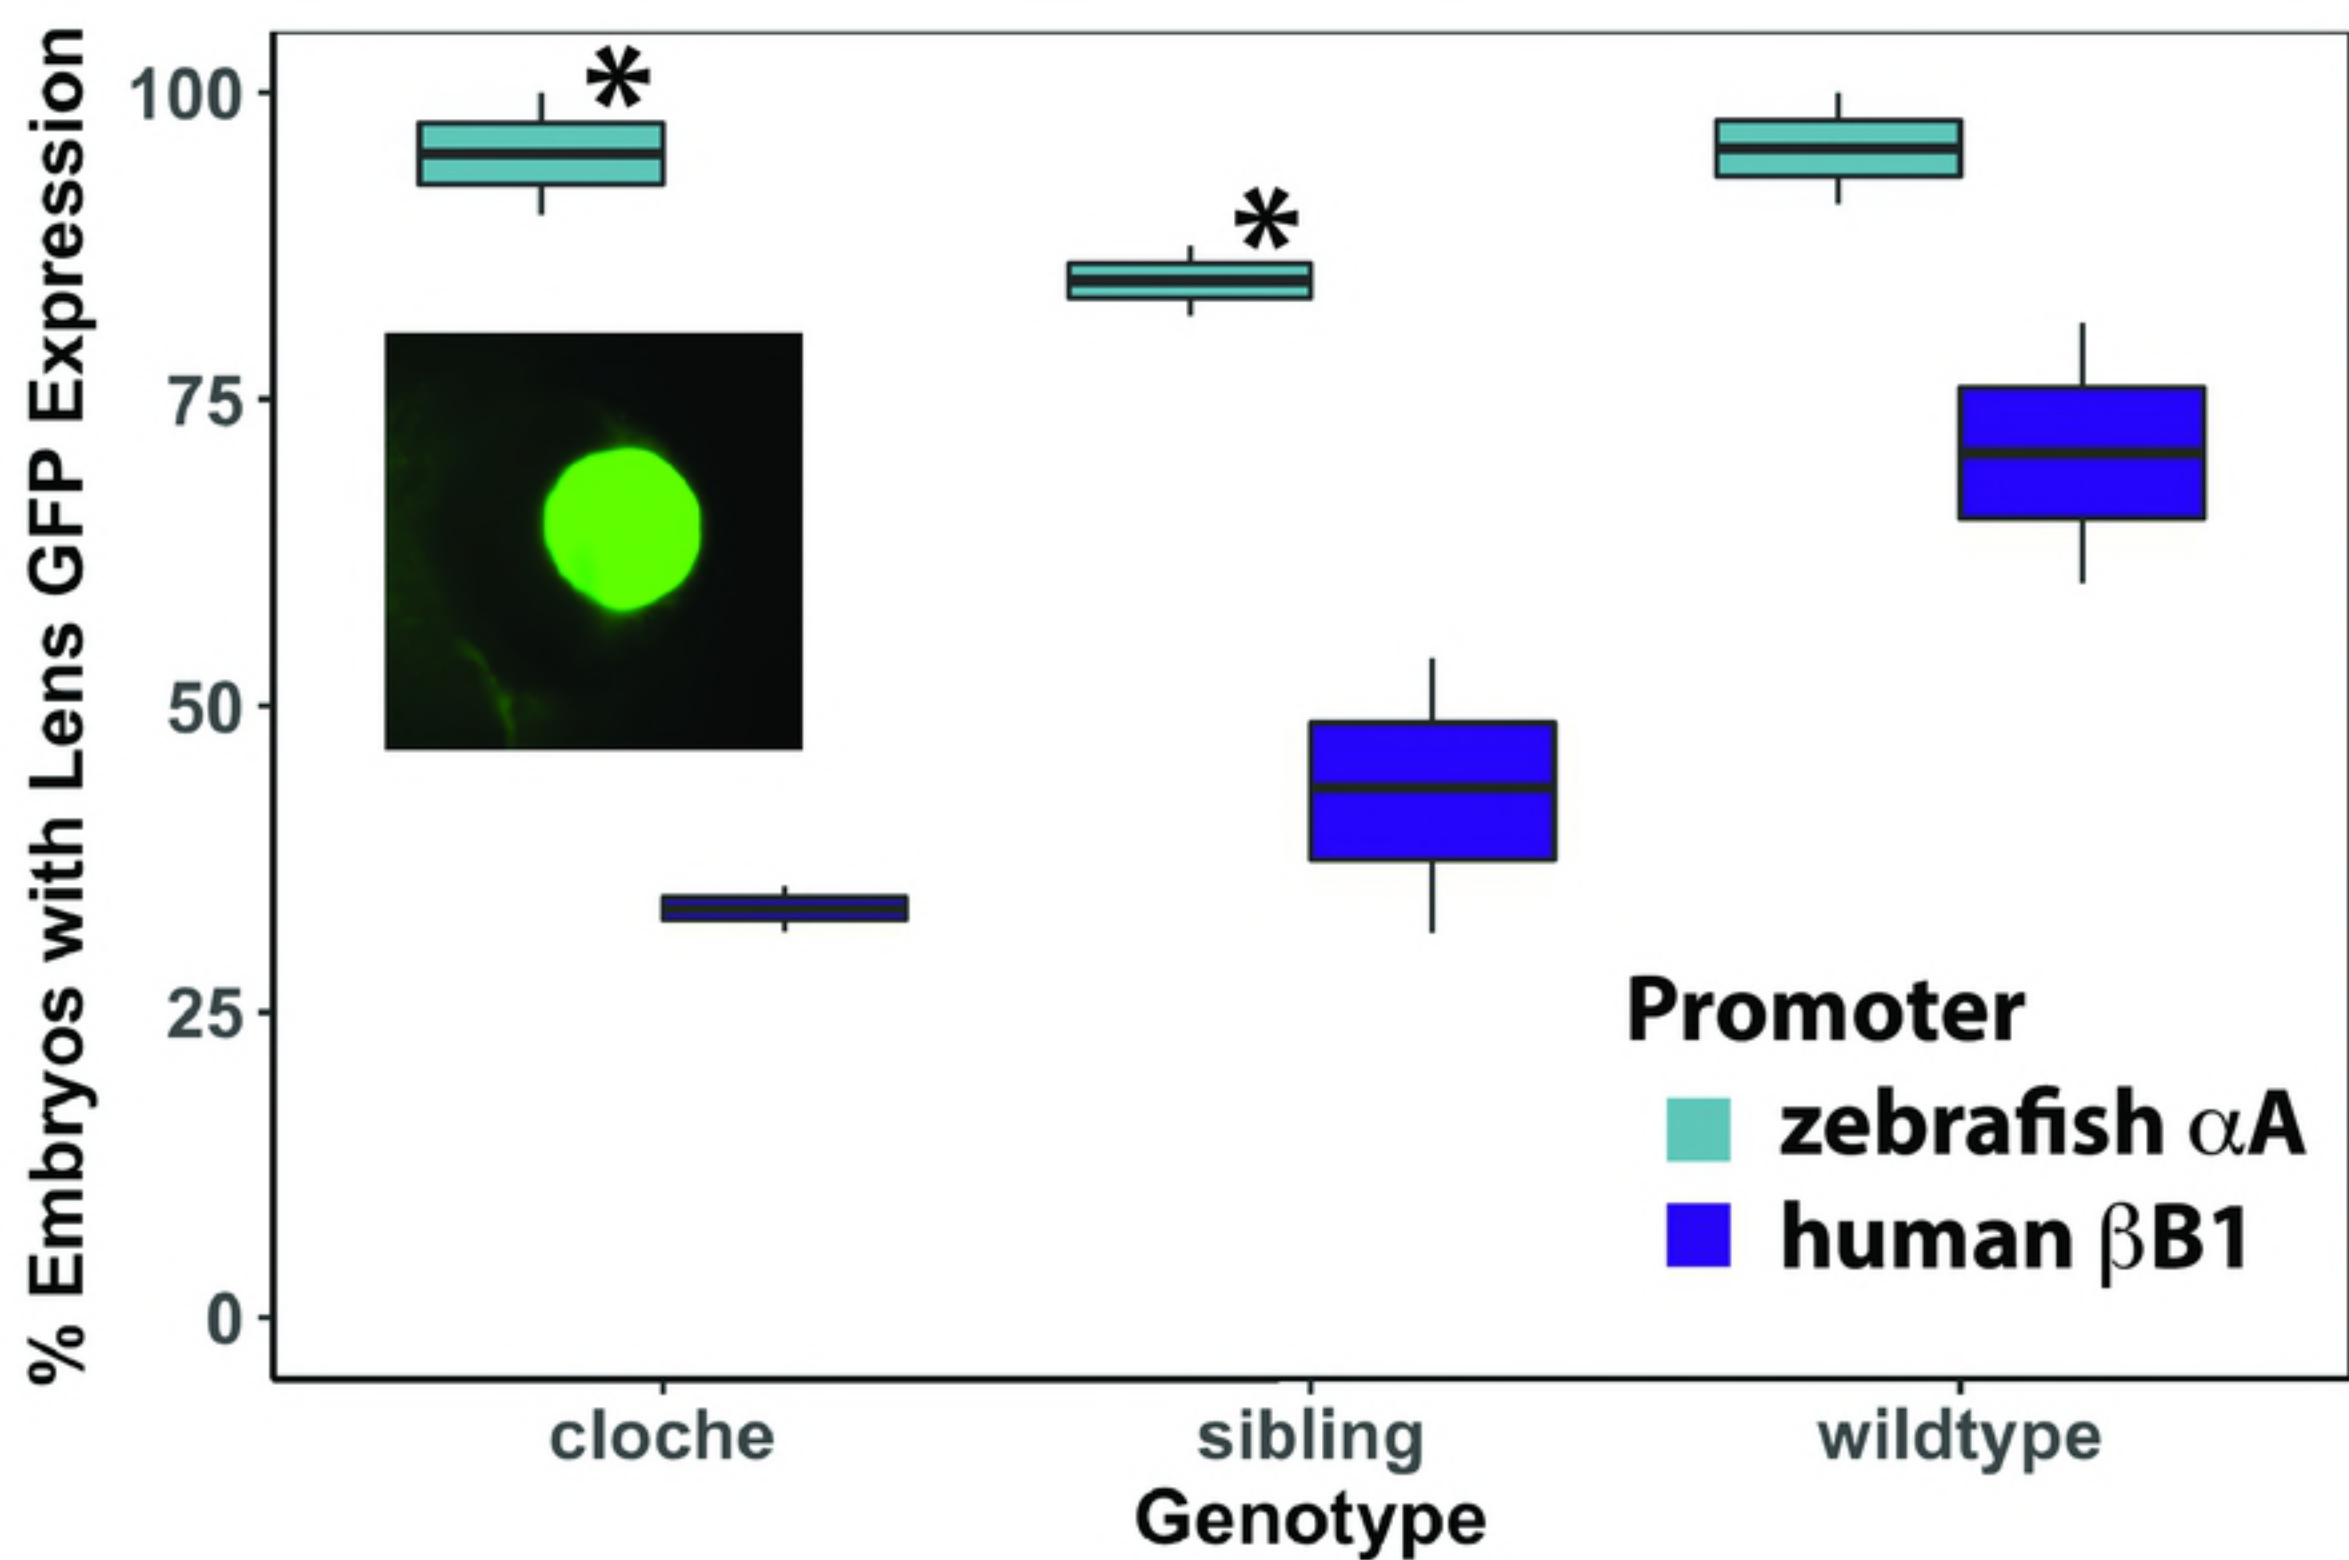 % Embryos with Lens GFP Expression
100
75
50
25
0
*
*
Promoter
zebrafish αA
human βB1
cloche
sibling
wildtype
Genotype